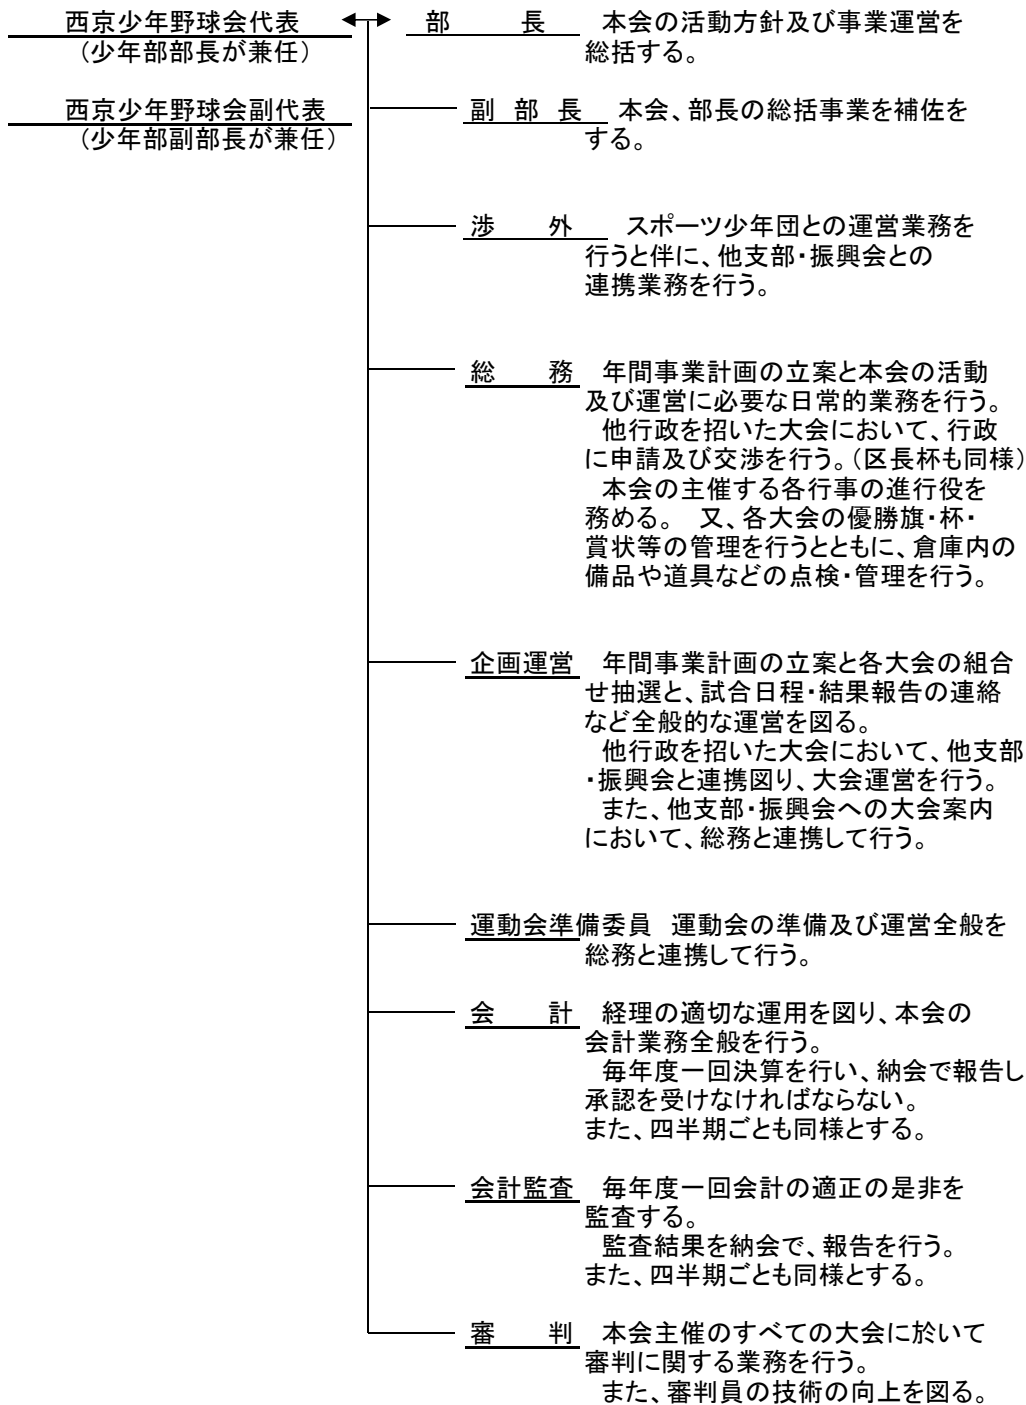 西京少年野球会代表　部　長　本会の活動方針及び事業運営を
（少年部部長が兼任）　総括する。
西京少年野球会副代表　副　部　長　本会、部長の総括事業を補佐を
（少年部副部長が兼任）　する。
渉　外　スポーツ少年団との運営業務を
行うと伴に、他支部・振興会との
連携業務を行う。
総　務　年間事業計画の立案と本会の活動
及び運営に必要な日常的業務を行う。
他行政を招いた大会において、行政
に申請及び交渉を行う。（区長杯も同様）
本会の主催する各行事の進行役を
務める。　又、各大会の優勝旗・杯・
賞状等の管理を行うとともに、倉庫内の
備品や道具などの点検・管理を行う。
企画運営　年間事業計画の立案と各大会の組合
せ抽選と、試合日程・結果報告の連絡
など全般的な運営を図る。
他行政を招いた大会において、他支部
・振興会と連携図り、大会運営を行う。
また、他支部・振興会への大会案内
において、総務と連携して行う。
運動会準備委員　運動会の準備及び運営全般を
総務と連携して行う。
会　計　経理の適切な運用を図り、本会の
会計業務全般を行う。
毎年度一回決算を行い、納会で報告し
承認を受けなければならない。
また、四半期ごとも同様とする。
会計監査　毎年度一回会計の適正の是非を
監査する。
監査結果を納会で、報告を行う。
また、四半期ごとも同様とする。
審　判　本会主催のすべての大会に於いて
審判に関する業務を行う。
また、審判員の技術の向上を図る。